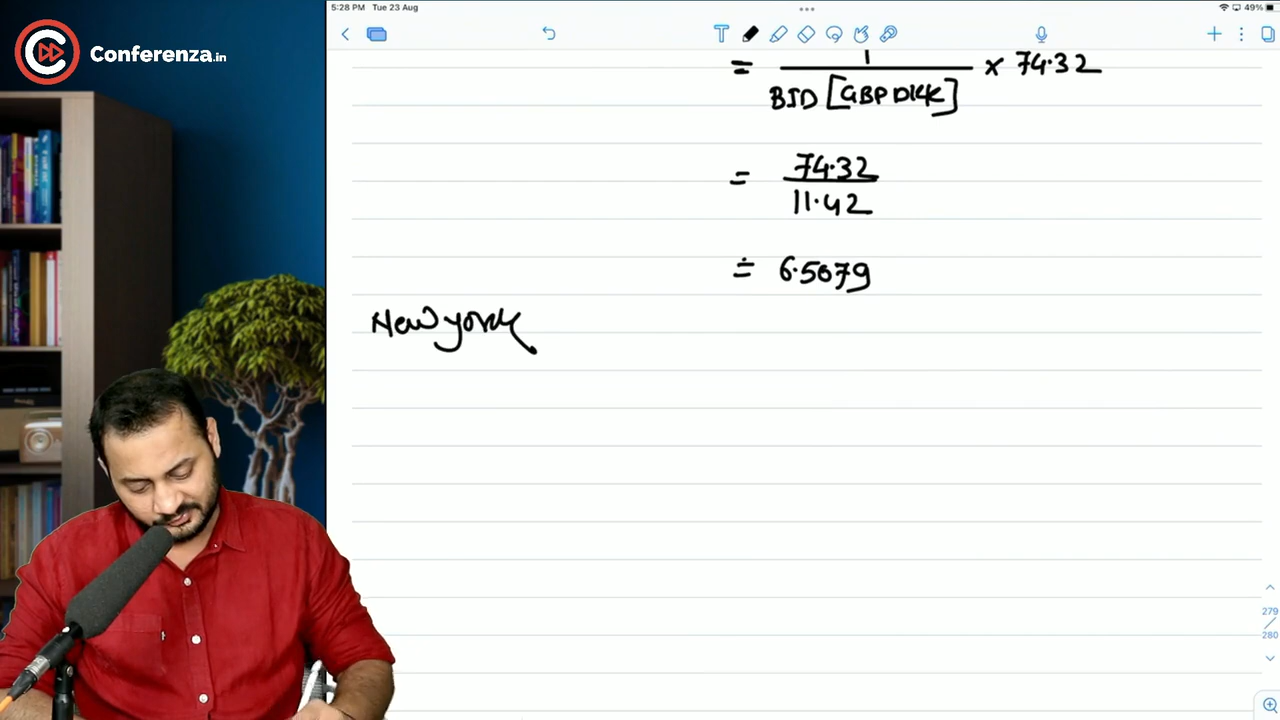 5:28 PM Tue 23 Aug
49%
Conferenza.in
= 1 / BID [GBP DKK] × 74.32
= 74.32 / 11.42
= 6.5079
New york
279
280